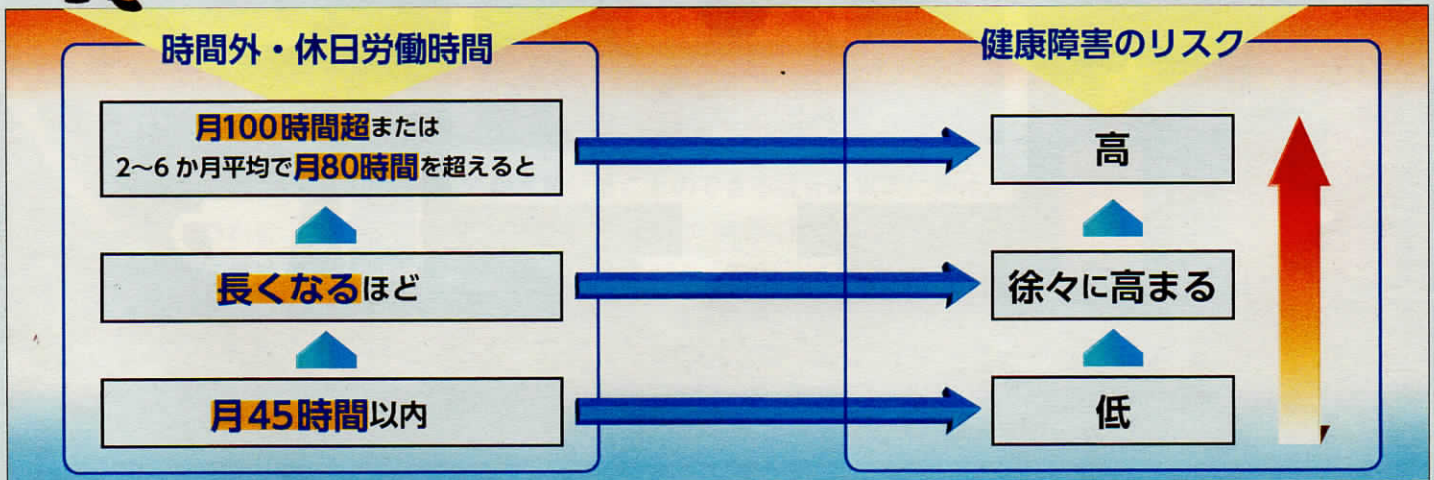 時間外・休日労働時間
月100時間超または
2〜6か月平均で月80時間を超えると
長くなるほど
月45時間以内
健康障害のリスク
高
徐々に高まる
低